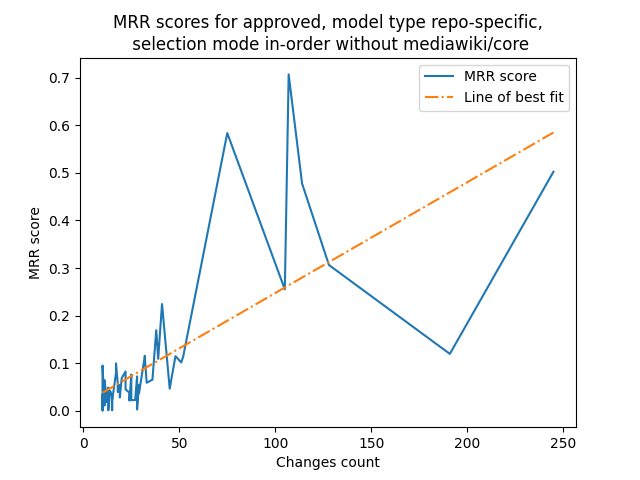 MRR scores for approved, model type repo-specific,
selection mode in-order without mediawiki/core
MRR score
Line of best fit
0.7
0.6
0.5
0.4
0.3
0.2
0.1
0.0
MRR score
0 50 100 150 200 250
Changes count